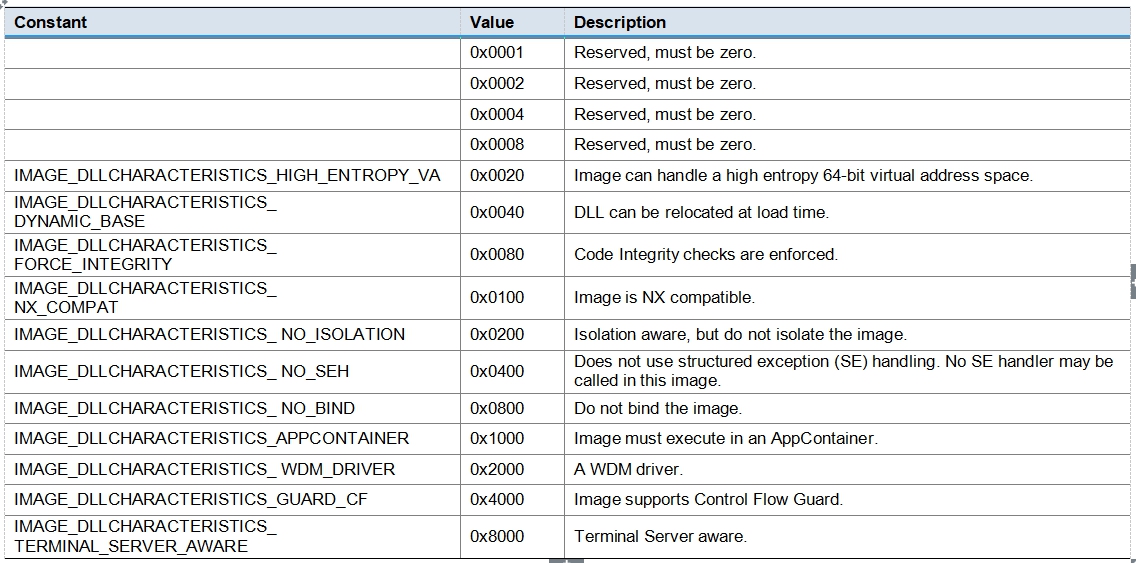 Constant Value Description
0x0001 Reserved, must be zero.
0x0002 Reserved, must be zero.
0x0004 Reserved, must be zero.
0x0008 Reserved, must be zero.
IMAGE_DLLCHARACTERISTICS_HIGH_ENTROPY_VA 0x0020 Image can handle a high entropy 64-bit virtual address space.
IMAGE_DLLCHARACTERISTICS_
DYNAMIC_BASE 0x0040 DLL can be relocated at load time.
IMAGE_DLLCHARACTERISTICS_
FORCE_INTEGRITY 0x0080 Code Integrity checks are enforced.
IMAGE_DLLCHARACTERISTICS_
NX_COMPAT 0x0100 Image is NX compatible.
IMAGE_DLLCHARACTERISTICS_ NO_ISOLATION 0x0200 Isolation aware, but do not isolate the image.
IMAGE_DLLCHARACTERISTICS_ NO_SEH 0x0400 Does not use structured exception (SE) handling. No SE handler may be
called in this image.
IMAGE_DLLCHARACTERISTICS_ NO_BIND 0x0800 Do not bind the image.
IMAGE_DLLCHARACTERISTICS_APPCONTAINER 0x1000 Image must execute in an AppContainer.
IMAGE_DLLCHARACTERISTICS_ WDM_DRIVER 0x2000 A WDM driver.
IMAGE_DLLCHARACTERISTICS_GUARD_CF 0x4000 Image supports Control Flow Guard.
IMAGE_DLLCHARACTERISTICS_
TERMINAL_SERVER_AWARE 0x8000 Terminal Server aware.